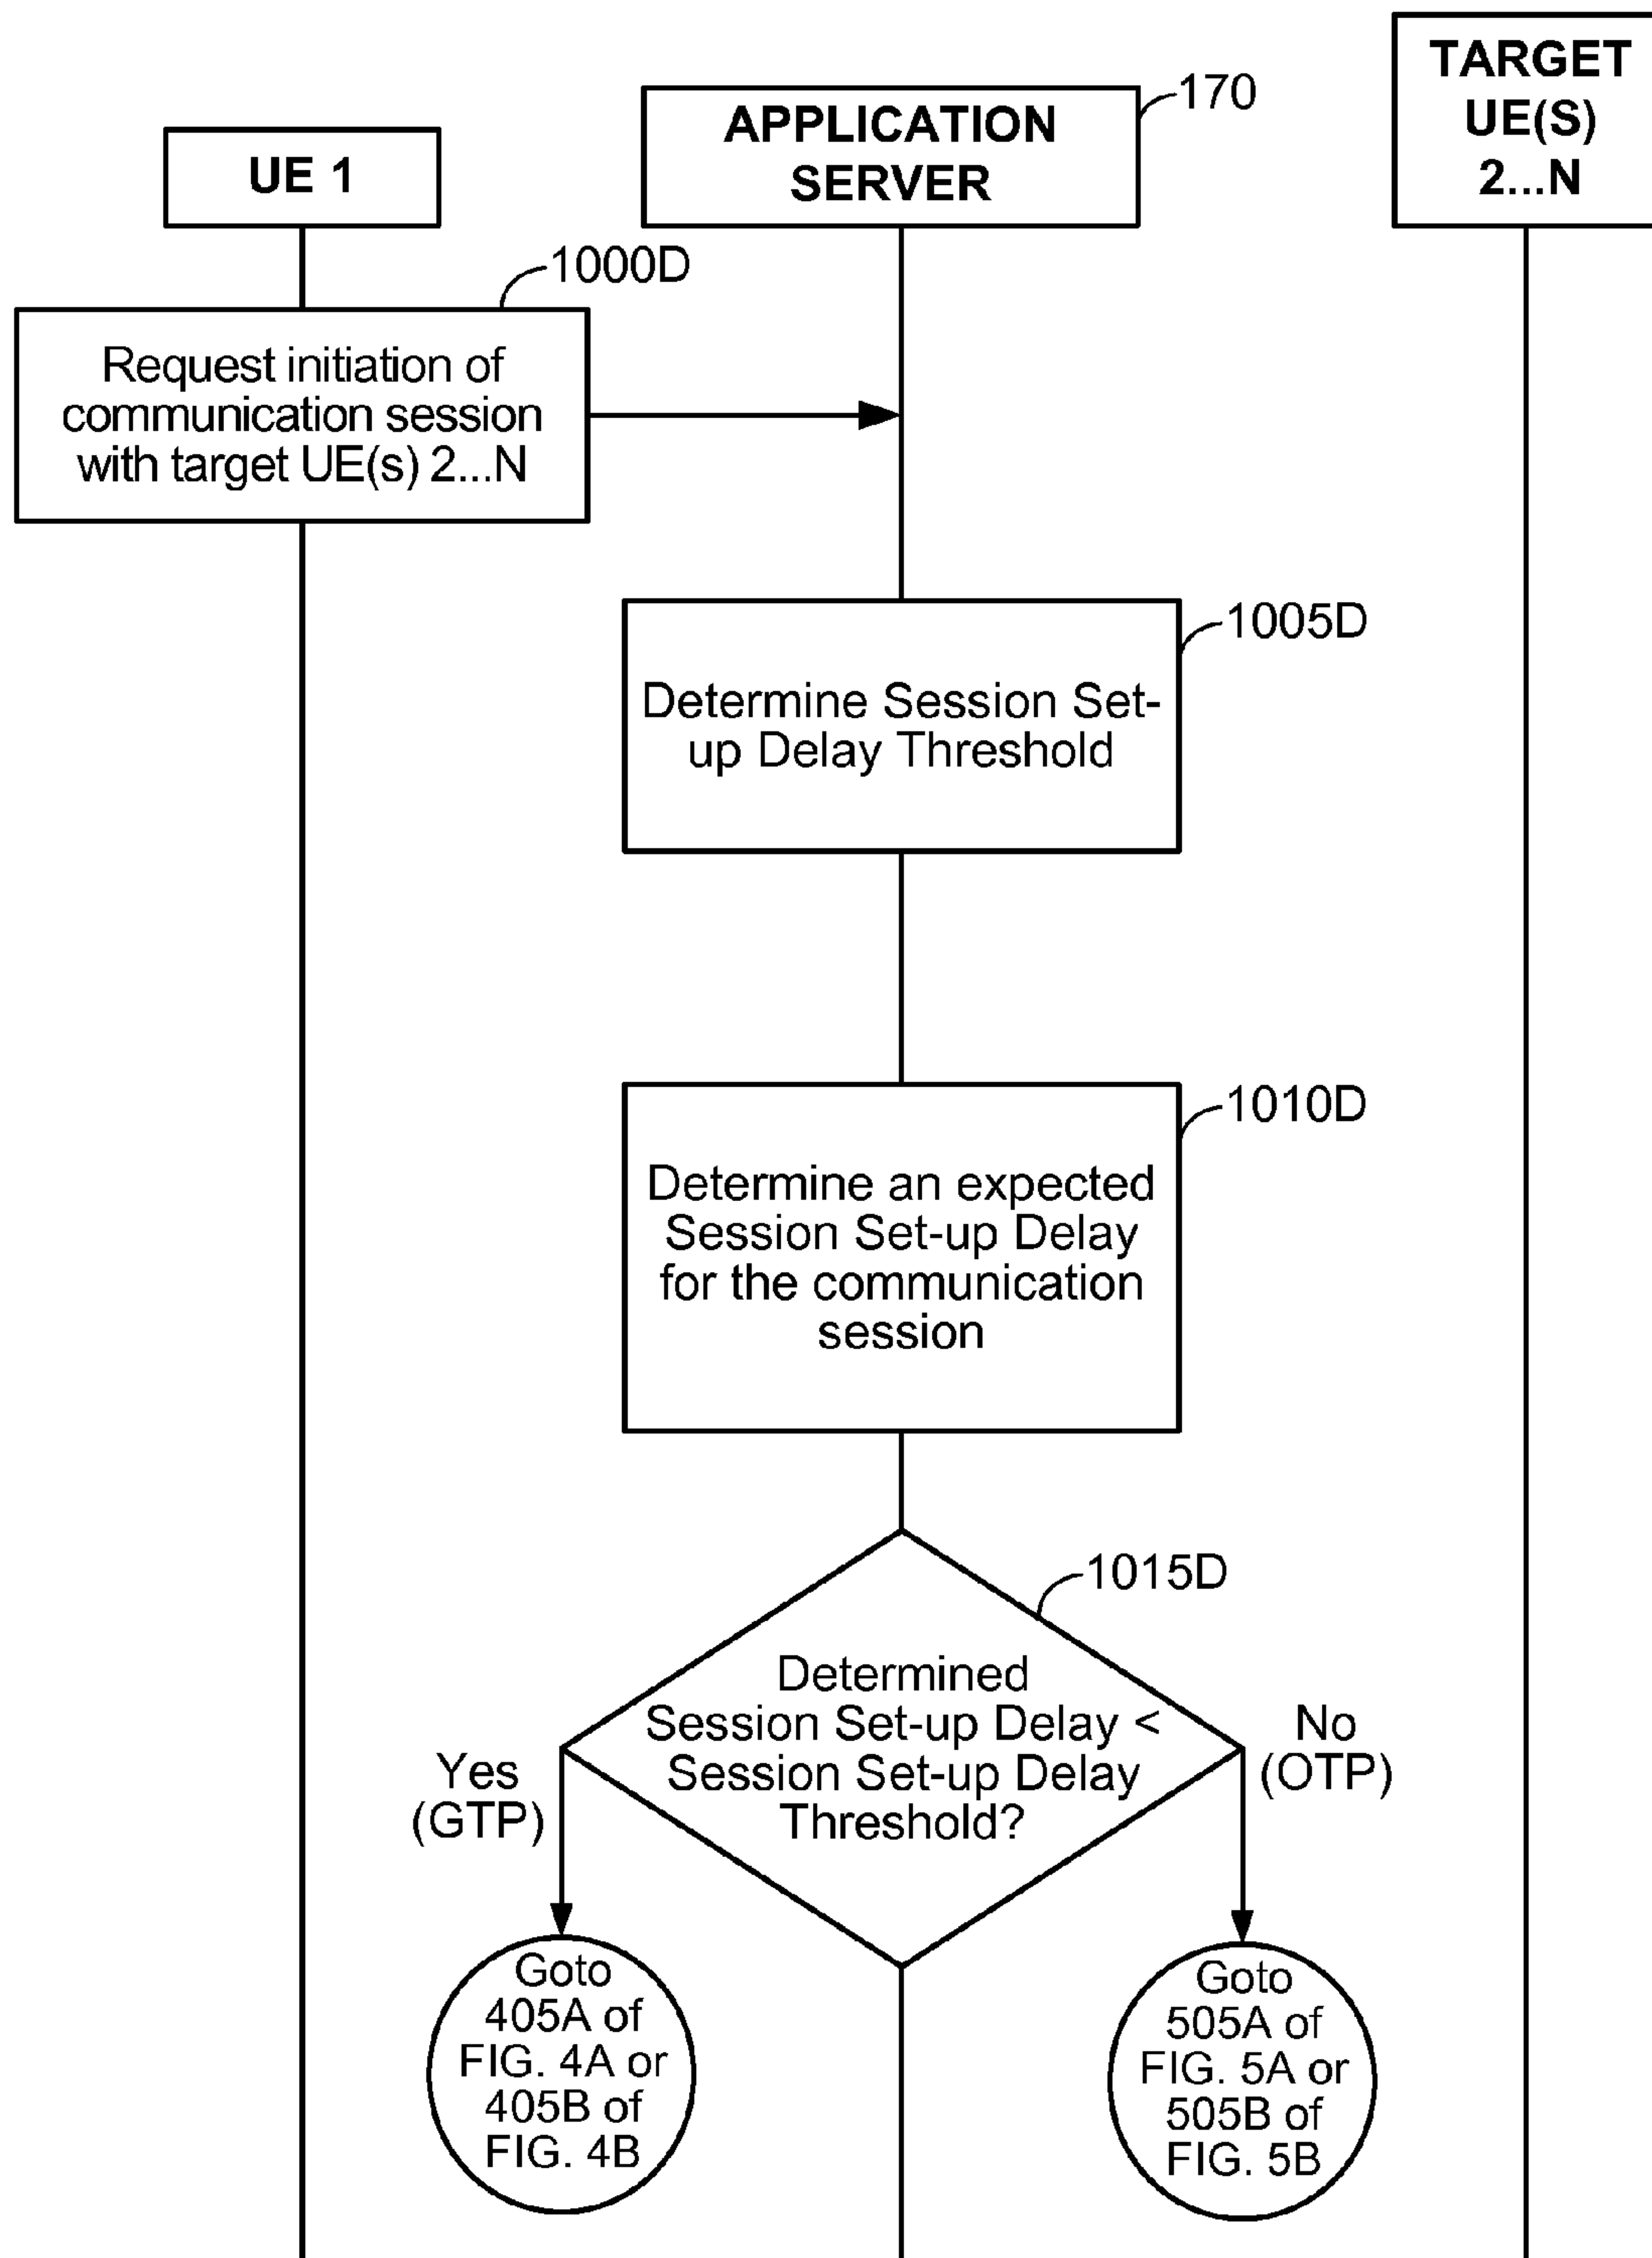 TARGET
UE(S)
2...N
APPLICATION
SERVER
170
UE 1
1000D
Request initiation of
communication session
with target UE(s) 2...N
1005D
Determine Session Set-
up Delay Threshold
1010D
Determine an expected
Session Set-up Delay
for the communication
session
1015D
Determined
Session Set-up Delay <
Session Set-up Delay
Threshold?
Yes
(GTP)
No
(OTP)
Goto
405A of
FIG. 4A or
405B of
FIG. 4B
Goto
505A of
FIG. 5A or
505B of
FIG. 5B